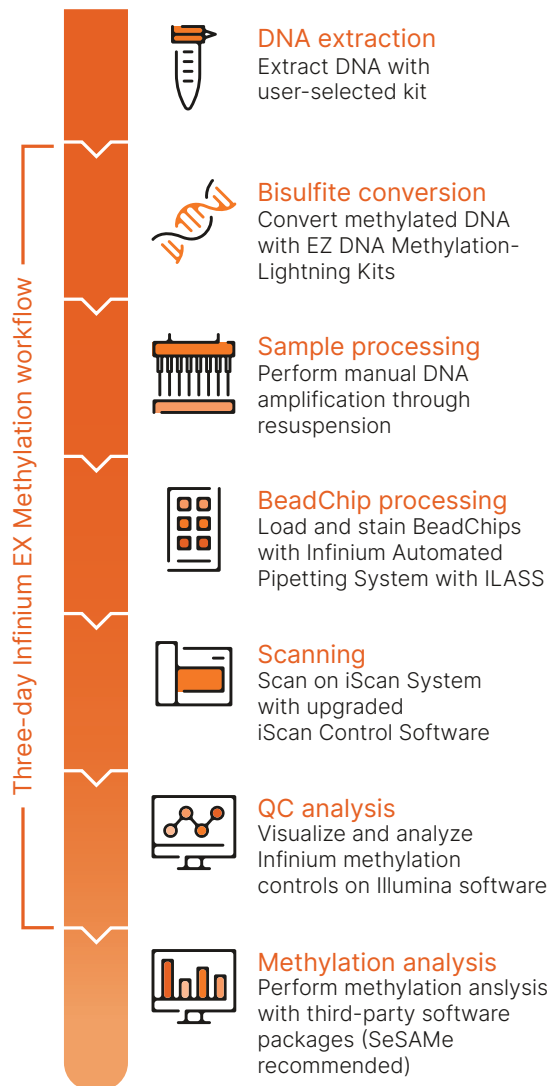 DNA extraction
Extract DNA with
user-selected kit
Three-day Infinium EX Methylation workflow
Bisulfite conversion
Convert methylated DNA
with EZ DNA Methylation-
Lightning Kits
Sample processing
Perform manual DNA
amplification through
resuspension
BeadChip processing
Load and stain BeadChips
with Infinium Automated
Pipetting System with ILASS
Scanning
Scan on iScan System
with upgraded
iScan Control Software
QC analysis
Visualize and analyze
Infinium methylation
controls on Illumina software
Methylation analysis
Perform methylation anslysis
with third-party software
packages (SeSAMe
recommended)